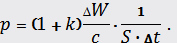 p = (1 + k) ΔW/c · 1/(S · Δt) .